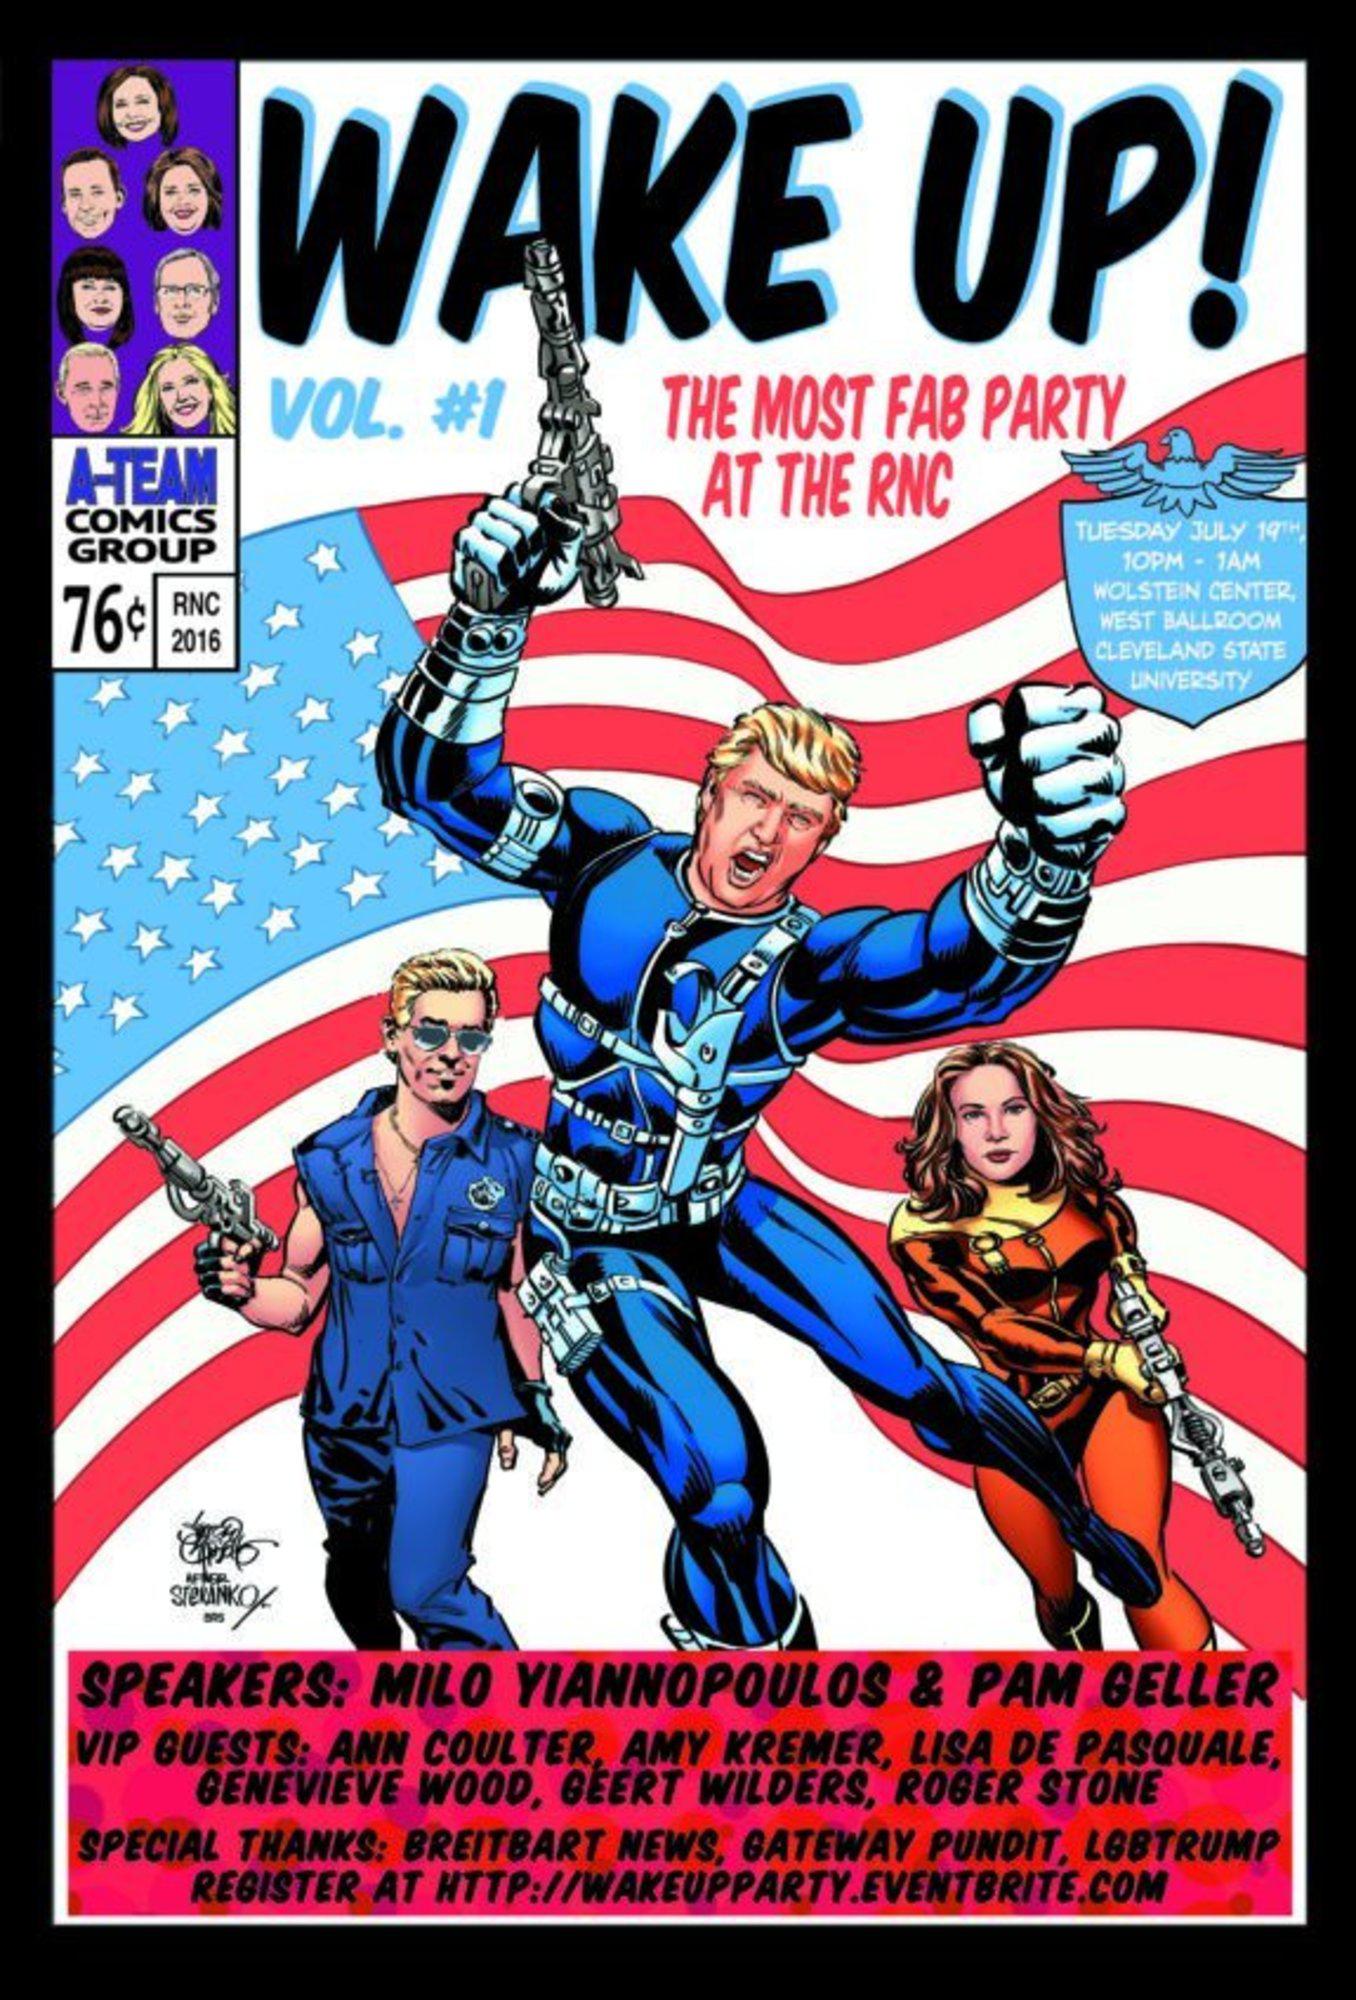 WAKE UP!
VOL. #1
THE MOST FAB PARTY
AT THE RNC
A-TEAM
COMICS
GROUP
76¢
RNC
2016
TUESDAY JULY 19TH,
10PM - 1AM
WOLSTEIN CENTER,
WEST BALLROOM
CLEVELAND STATE
UNIVERSITY
AFTER
STERANKO
SPEAKERS: MILO YIANNOPOULOS & PAM GELLER
VIP GUESTS: ANN COULTER, AMY KREMER, LISA DE PASQUALE,
GENEVIEVE WOOD, GEERT WILDERS, ROGER STONE
SPECIAL THANKS: BREITBART NEWS, GATEWAY PUNDIT, LGBTRUMP
REGISTER AT HTTP://WAKEUPPARTY.EVENTBRITE.COM